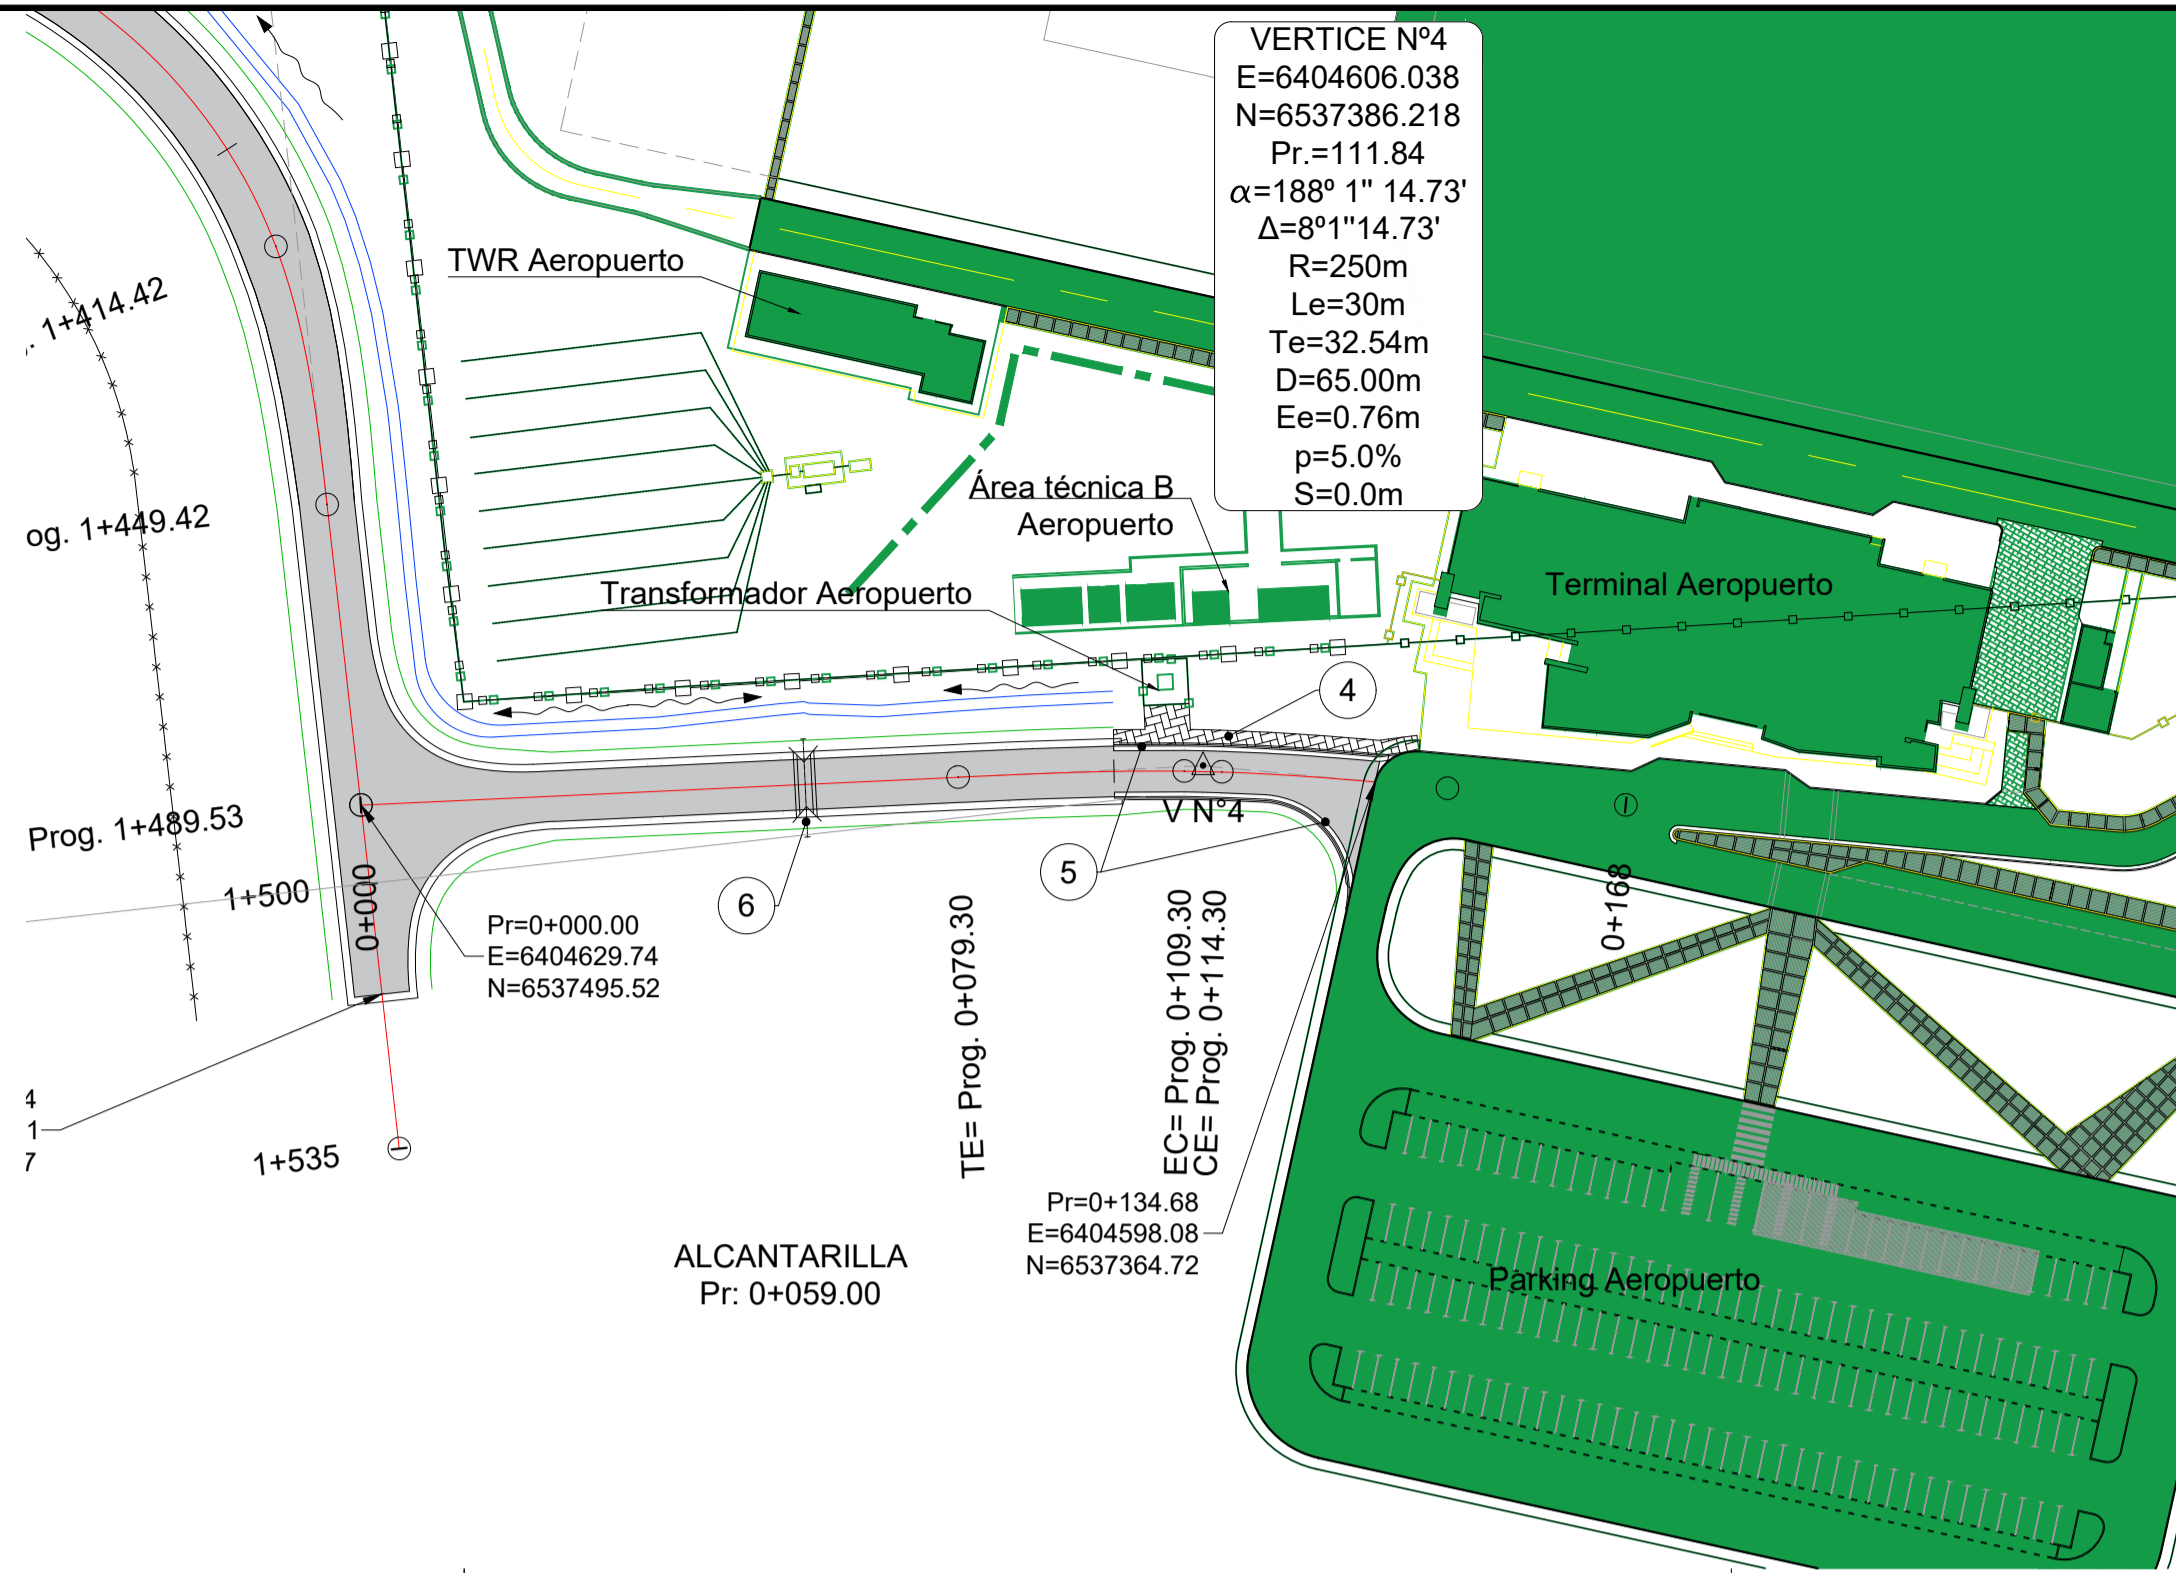 VERTICE Nº4
E=6404606.038
N=6537386.218
Pr.=111.84
α=188º 1" 14.73'
Δ=8º1"14.73'
R=250m
Le=30m
Te=32.54m
D=65.00m
Ee=0.76m
p=5.0%
S=0.0m
TWR Aeropuerto
. 1+414.42
Área técnica B
Aeropuerto
og. 1+449.42
Transformador Aeropuerto
Terminal Aeropuerto
4
V N°4
Prog. 1+489.53
5
6
1+500
0+000
0+168
Pr=0+000.00
E=6404629.74
N=6537495.52
TE= Prog. 0+079.30
EC= Prog. 0+109.30
CE= Prog. 0+114.30
4
1
7
1+535
Pr=0+134.68
E=6404598.08
N=6537364.72
ALCANTARILLA
Pr: 0+059.00
Parking Aeropuerto